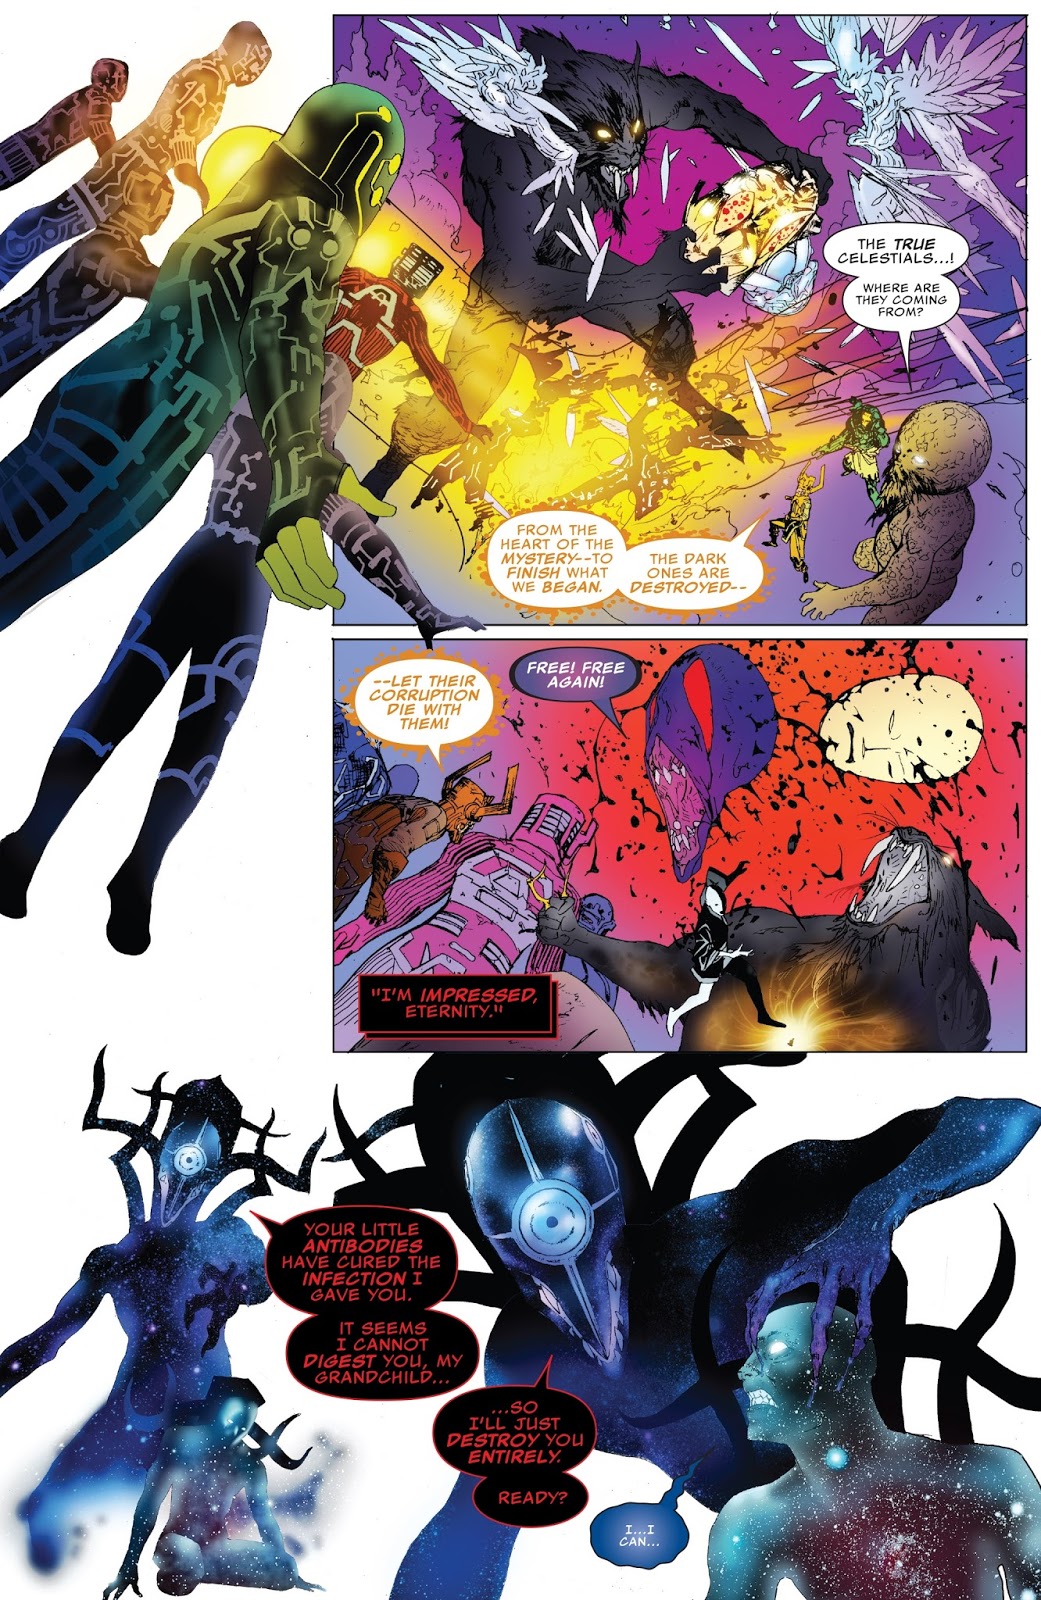 THE TRUE
CELESTIALS...!
WHERE ARE
THEY COMING
FROM?
FROM THE
HEART OF THE
MYSTERY--TO
FINISH WHAT
WE BEGAN.
THE DARK
ONES ARE
DESTROYED--
--LET THEIR
CORRUPTION
DIE WITH
THEM!
FREE! FREE
AGAIN!
"I'M IMPRESSED,
ETERNITY."
YOUR LITTLE
ANTIBODIES
HAVE CURED THE
INFECTION I
GAVE YOU.
IT SEEMS
I CANNOT
DIGEST YOU, MY
GRANDCHILD...
...SO
I'LL JUST
DESTROY YOU
ENTIRELY.
READY?
I...I
CAN...